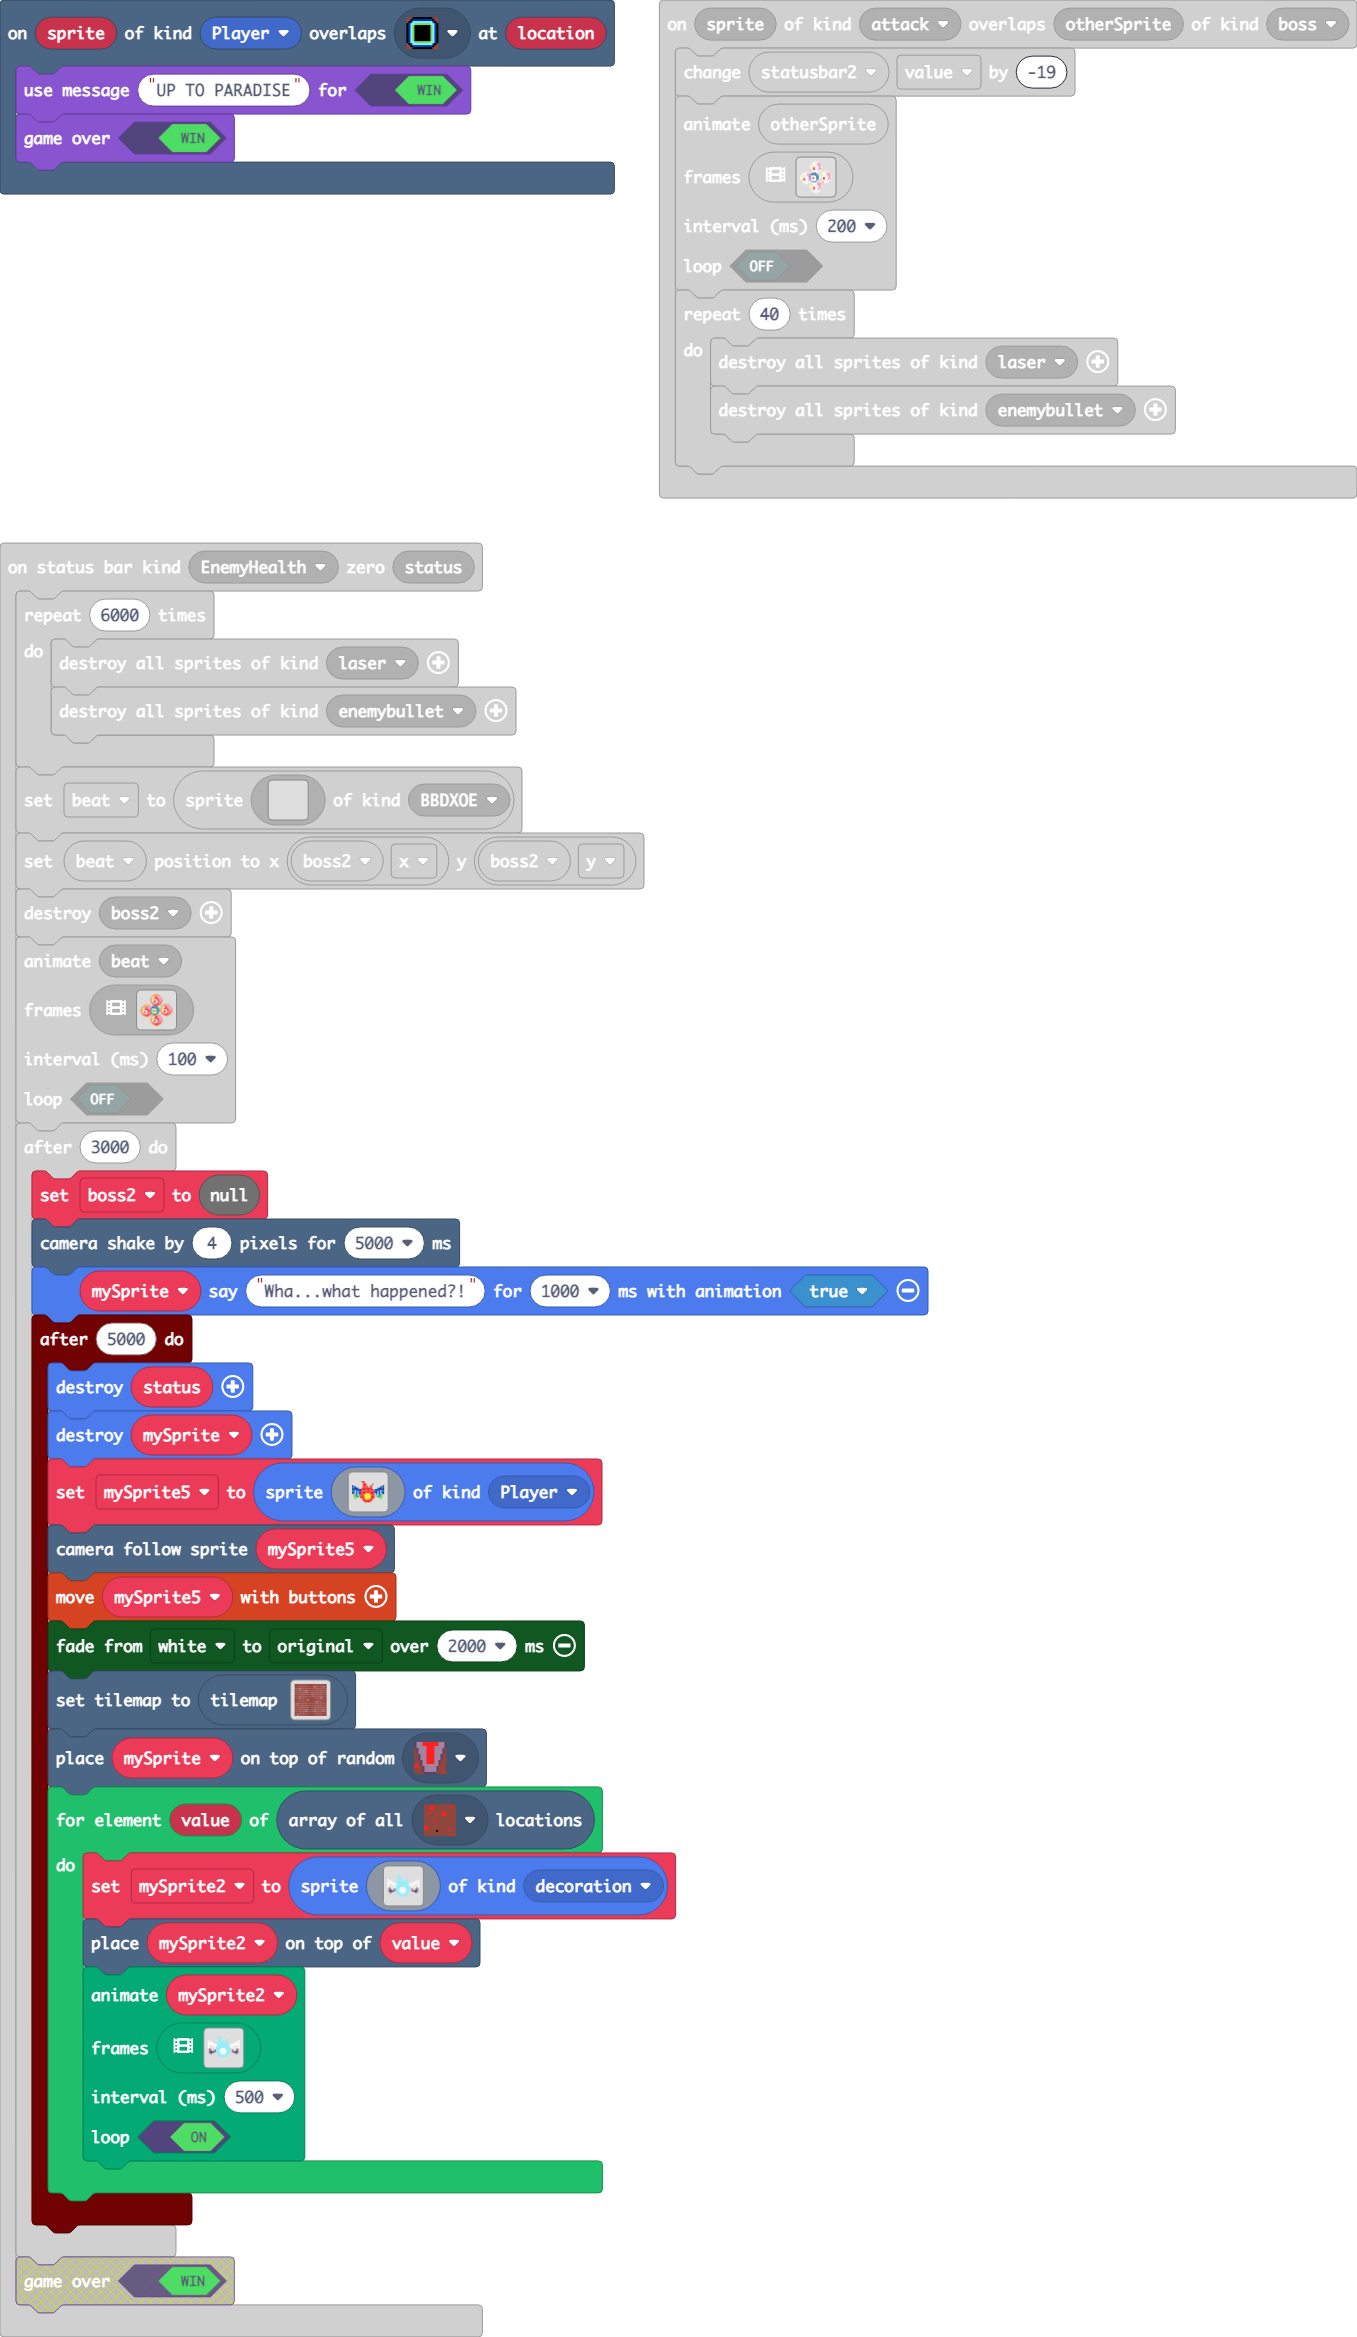 on sprite of kind Player overlaps at location
use message "UP TO PARADISE" for WIN
game over WIN
on sprite of kind attack overlaps otherSprite of kind boss
change statusbar2 value by -19
animate otherSprite
frames
interval (ms) 200
loop OFF
repeat 40 times
do
destroy all sprites of kind laser
destroy all sprites of kind enemybullet
on status bar kind EnemyHealth zero status
repeat 6000 times
do
destroy all sprites of kind laser
destroy all sprites of kind enemybullet
set beat to sprite of kind BBDXOE
set beat position to x boss2 x y boss2 y
destroy boss2
animate beat
frames
interval (ms) 100
loop OFF
after 3000 do
set boss2 to null
camera shake by 4 pixels for 5000 ms
mySprite say "Wha...what happened?!" for 1000 ms with animation true
after 5000 do
destroy status
destroy mySprite
set mySprite5 to sprite of kind Player
camera follow sprite mySprite5
move mySprite5 with buttons
fade from white to original over 2000 ms
set tilemap to tilemap
place mySprite on top of random
for element value of array of all locations
do
set mySprite2 to sprite of kind decoration
place mySprite2 on top of value
animate mySprite2
frames
interval (ms) 500
loop ON
game over WIN